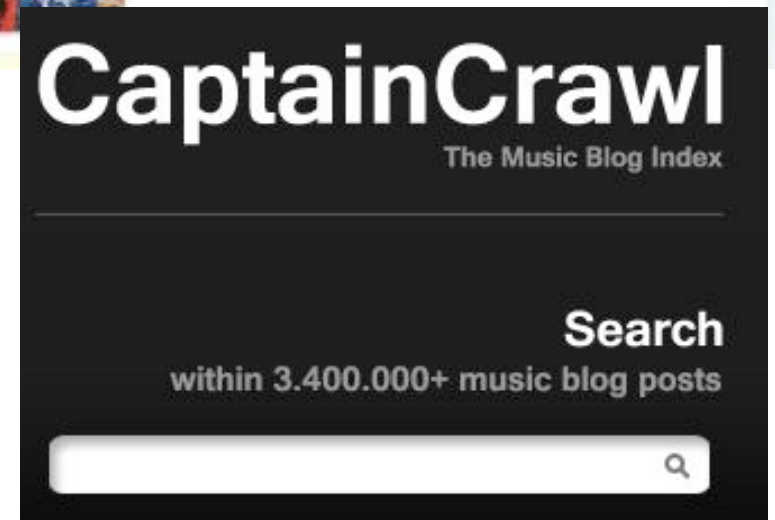 CaptainCrawl
The Music Blog Index
Search
within 3.400.000+ music blog posts